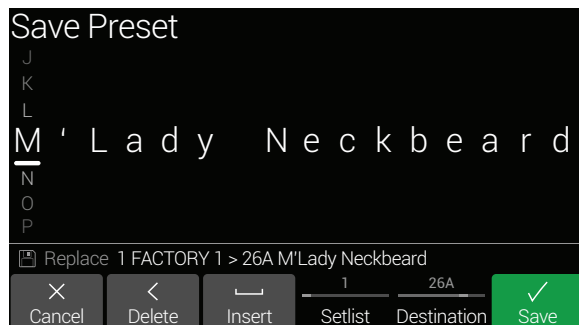 Save Preset
J
K
L
M ‘ L a d y   N e c k b e a r d
N
O
P
Replace 1 FACTORY 1 > 26A M'Lady Neckbeard
1 26A
Cancel Delete Insert Setlist Destination Save